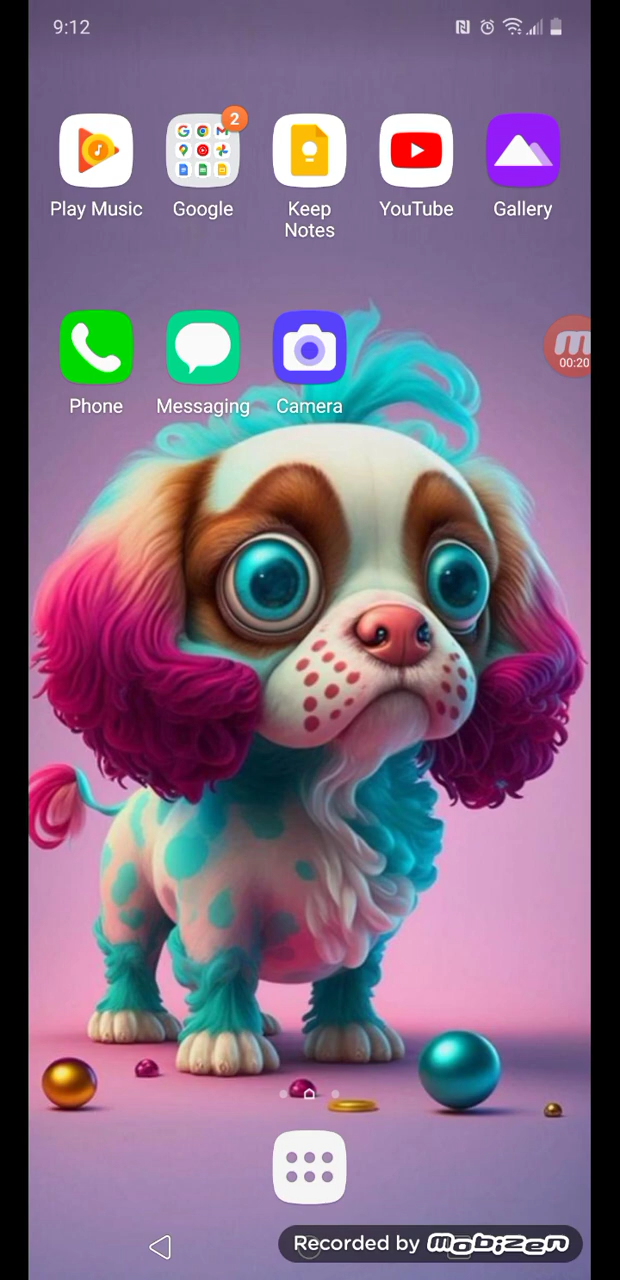 9:12
2
Play Music
Google
Keep
Notes
YouTube
Gallery
00:20
Phone
Messaging
Camera
Recorded by Mobizen